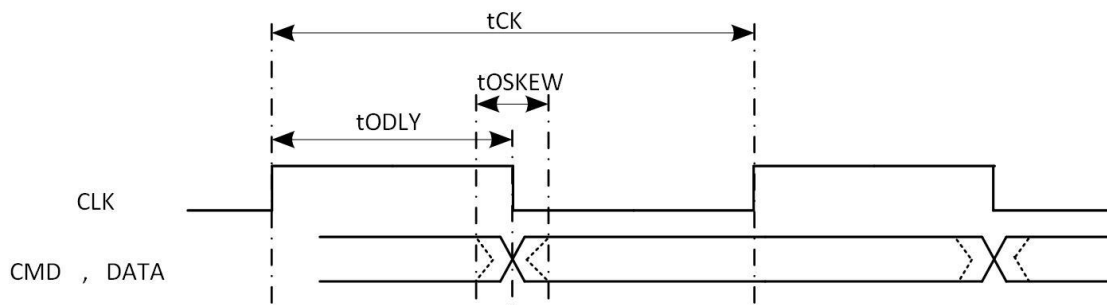 tCK
tOSKEW
tODLY
CLK
CMD , DATA